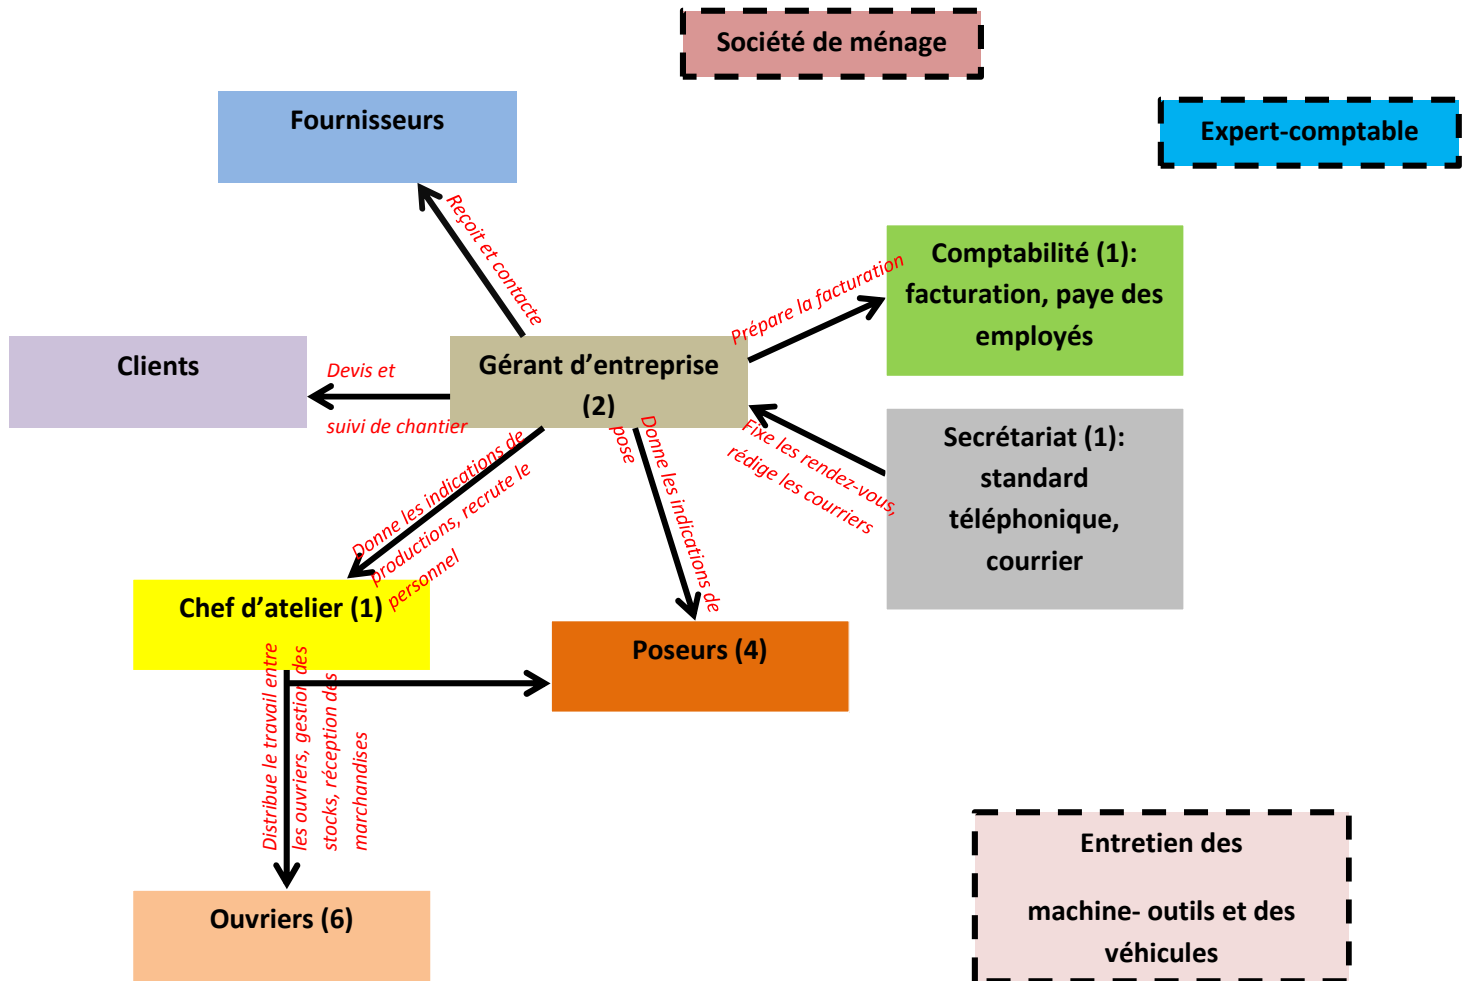 Société de ménage
Fournisseurs
Expert-comptable
Reçoit et contacte
Comptabilité (1):
facturation, paye des
employés
Prépare la facturation
Clients
Devis et
suivi de chantier
Gérant d’entreprise
(2)
Secrétariat (1):
standard
téléphonique,
courrier
Fixe les rendez-vous,
rédige les courriers
Donne les indications de
pose
Donne les indications de
productions, recrute le
personnel
Chef d’atelier (1)
Poseurs (4)
Distribue le travail entre
les ouvriers, gestion des
stocks, réception des
marchandises
Ouvriers (6)
Entretien des
machine- outils et des
véhicules